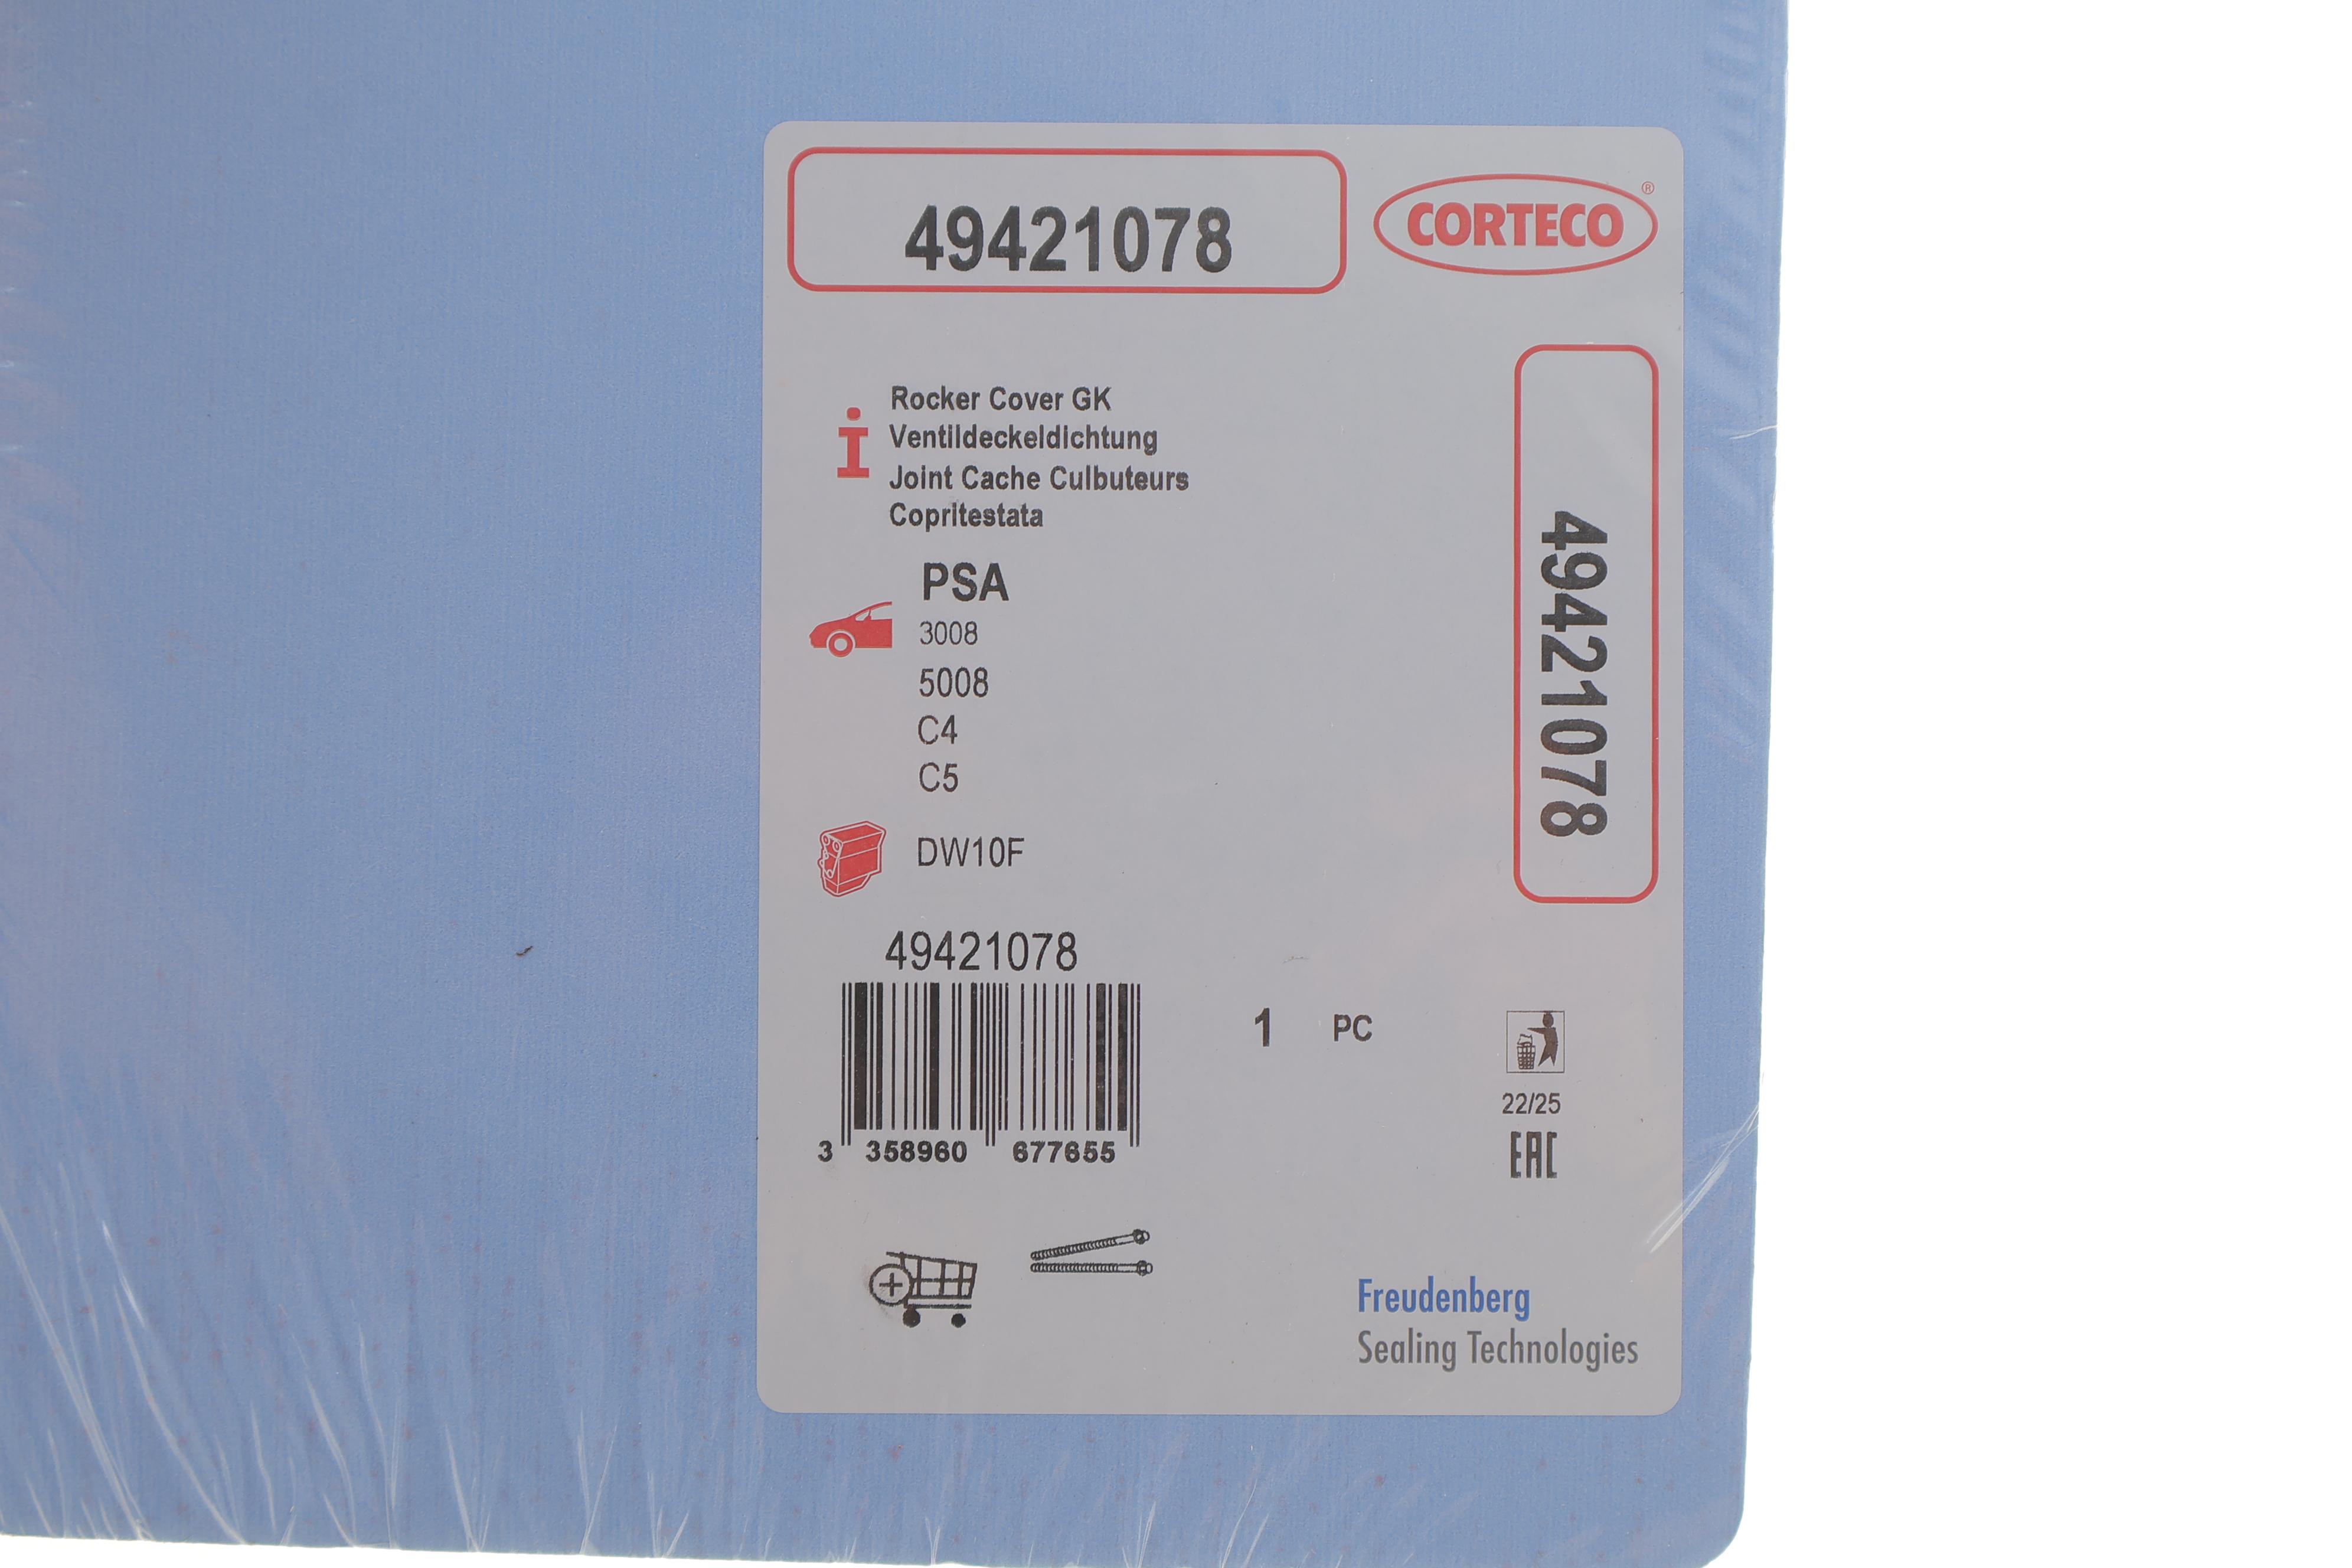 49421078
CORTECO®
Rocker Cover GK
Ventildeckeldichtung
Joint Cache Culbuteurs
Copritestata
PSA
3008
5008
C4
C5
DW10F
49421078
49421078
1 PC
3 358960 677655
22/25
EAC
Freudenberg
Sealing Technologies